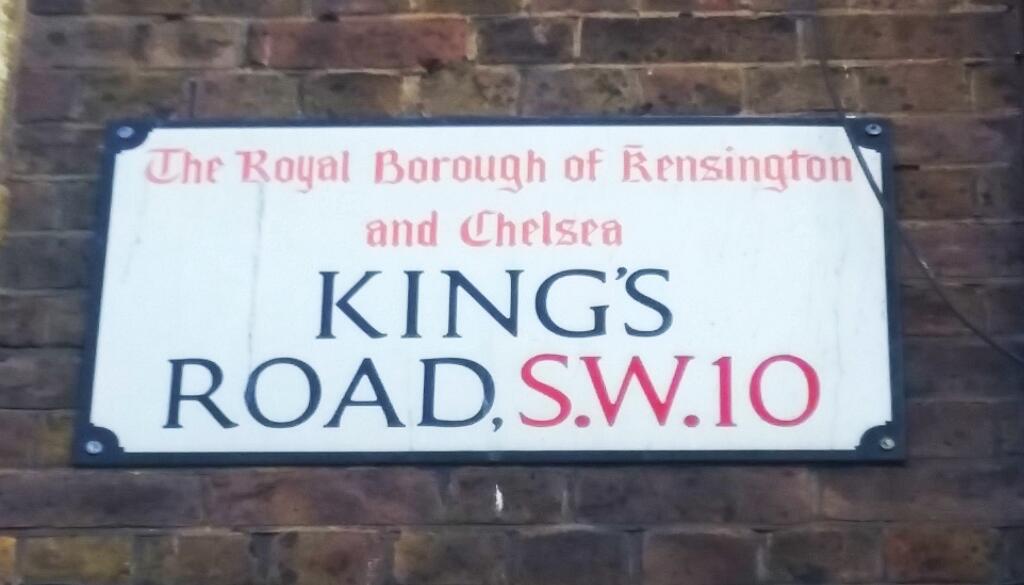 The Royal Borough of Kensington
and Chelsea
KING'S
ROAD, S.W.10